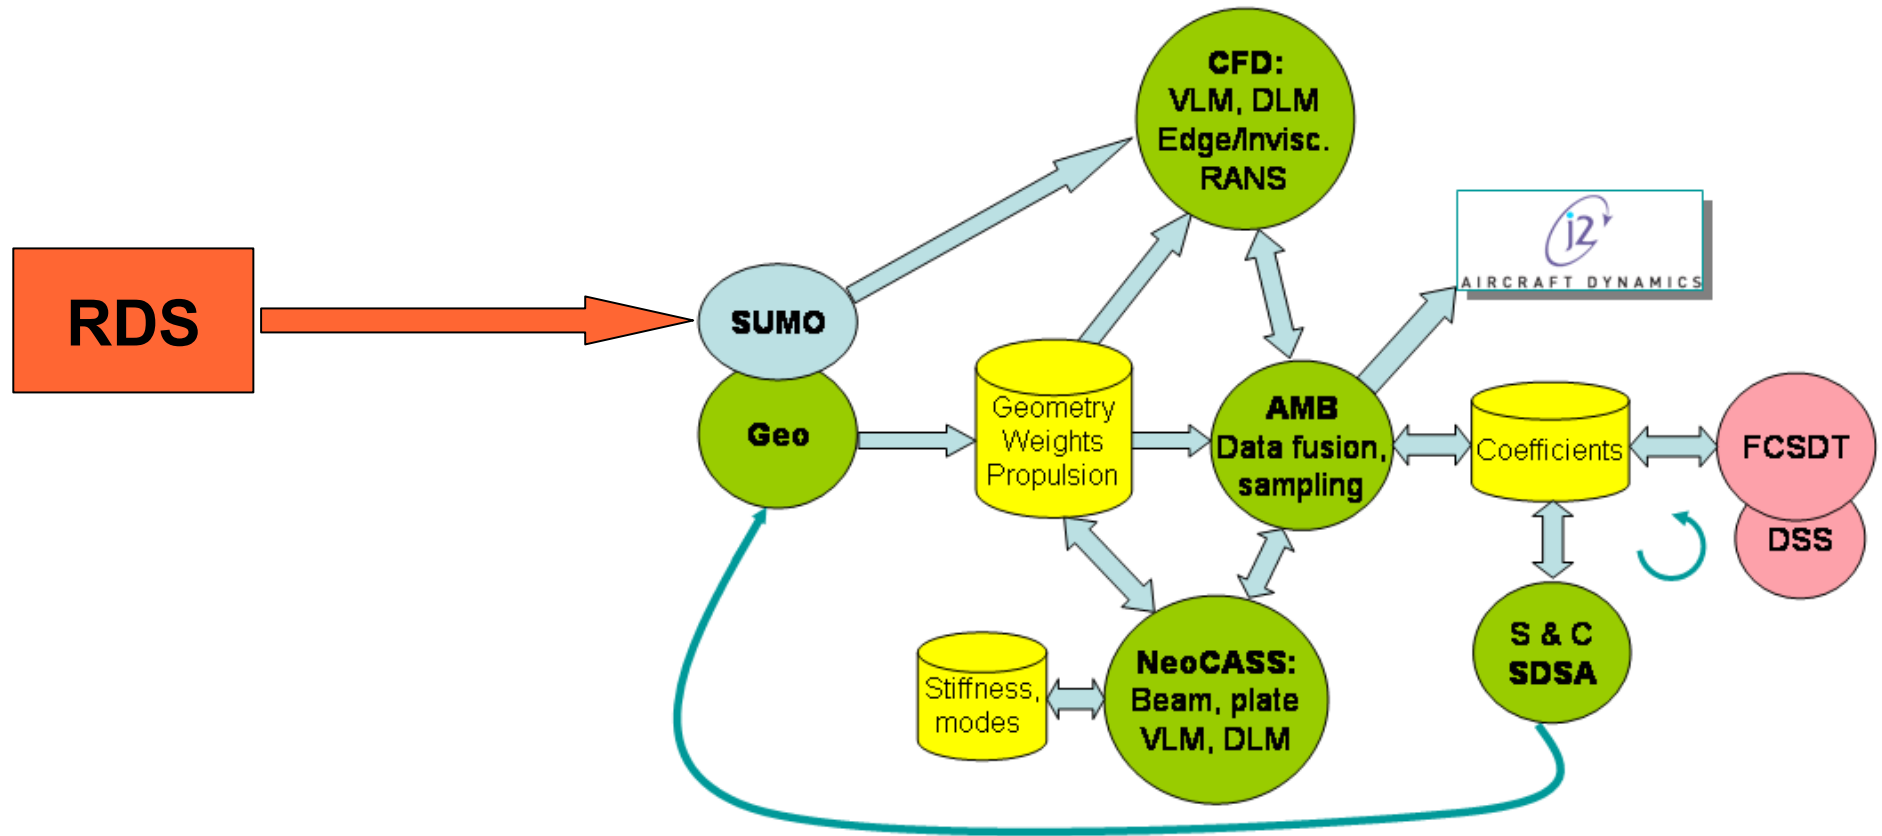 CFD:
VLM, DLM
Edge/Invisc.
RANS
j2
AIRCRAFT DYNAMICS
RDS
SUMO
Geo
Geometry
Weights
Propulsion
AMB
Data fusion,
sampling
Coefficients
FCSDT
DSS
Stiffness,
modes
NeoCASS:
Beam, plate
VLM, DLM
S & C
SDSA